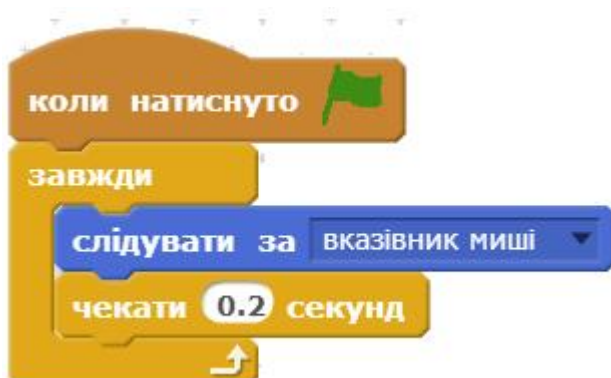 коли натиснуто
завжди
слідувати за вказівник миші
чекати 0.2 секунд